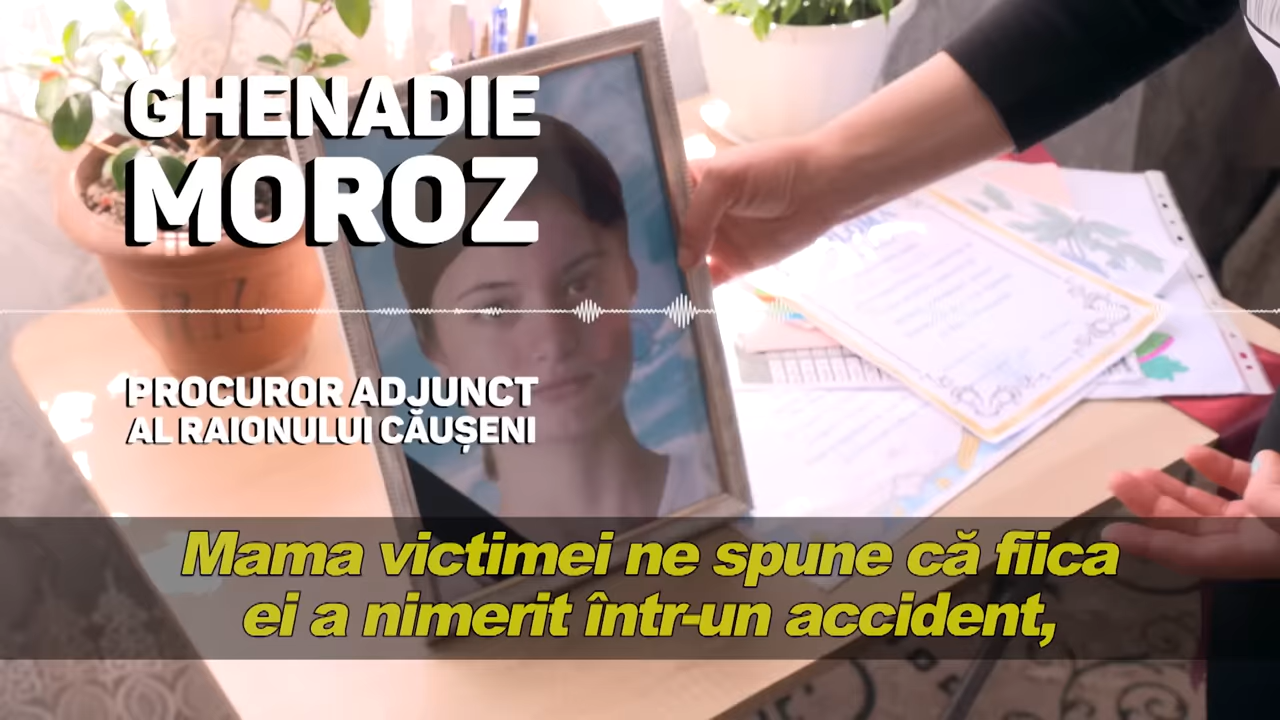 GHENADIE
MOROZ
PROCUROR ADJUNCT
AL RAIONULUI CĂUȘENI
Mama victimei ne spune că fiica
ei a nimerit într-un accident,